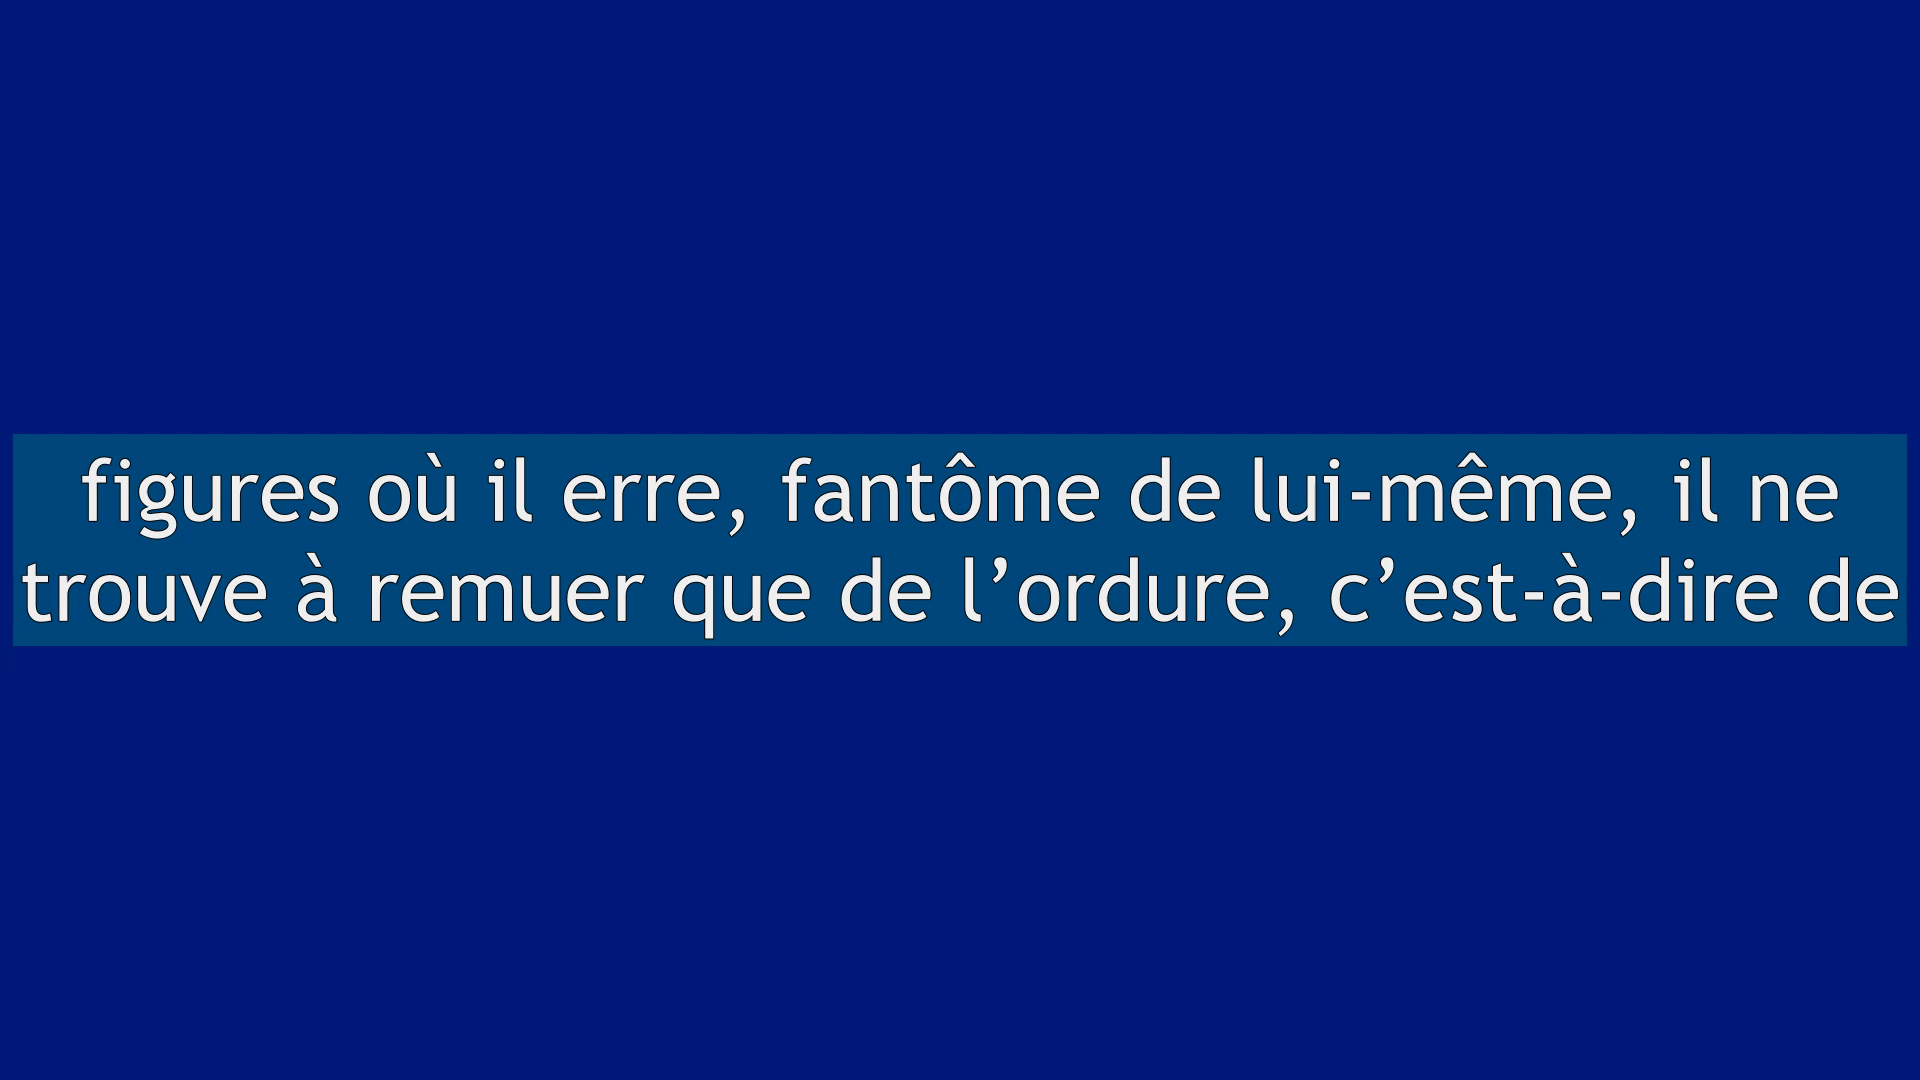 figures où il erre, fantôme de lui-même, il ne
trouve à remuer que de l’ordure, c’est-à-dire de